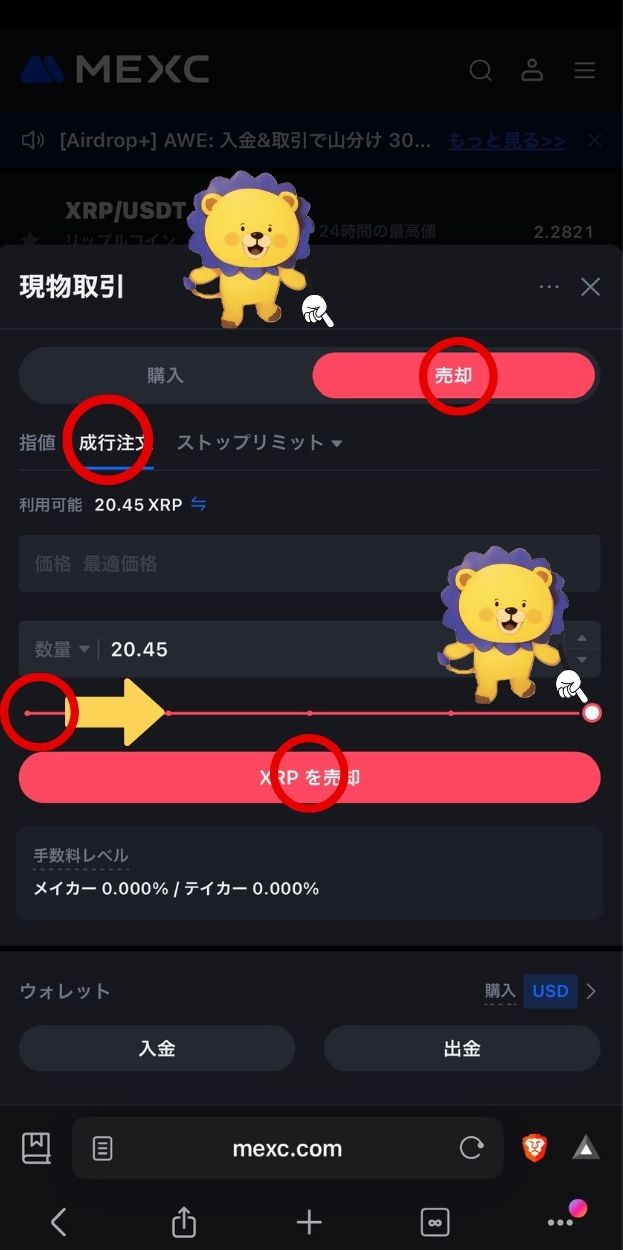 MEXC
[Airdrop+] AWE: 入金&取引で山分け 30... もっと見る>>
XRP/USDT
リップルコイン
24時間の最高値 2.2821
現物取引
購入 売却
指値 成行注文 ストップリミット
利用可能 20.45 XRP
価格 最適価格
数量 20.45
XRP を売却
手数料レベル
メイカー 0.000% / テイカー 0.000%
ウォレット 購入 USD
入金 出金
mexc.com